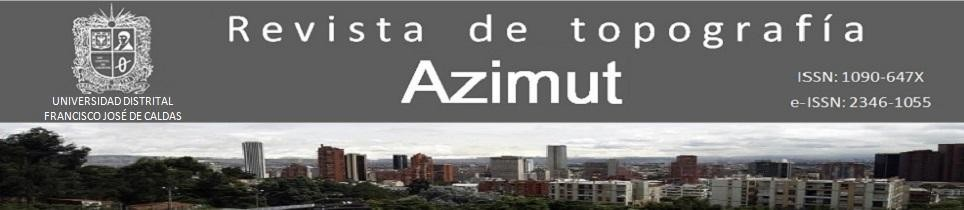 Revista de topografía
Azimut
ISSN: 1090-647X
e-ISSN: 2346-1055
UNIVERSIDAD DISTRITAL
FRANCISCO JOSÉ DE CALDAS